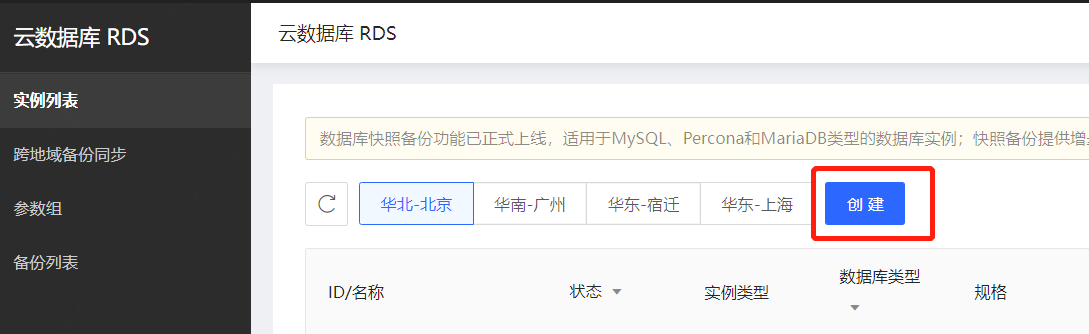 云数据库 RDS
云数据库 RDS
实例列表
跨地域备份同步
参数组
备份列表
数据库快照备份功能已正式上线，适用于MySQL、Percona和MariaDB类型的数据库实例；快照备份提供增
华北-北京 华南-广州 华东-宿迁 华东-上海 创 建
ID/名称 状态 实例类型 数据库类型 规格